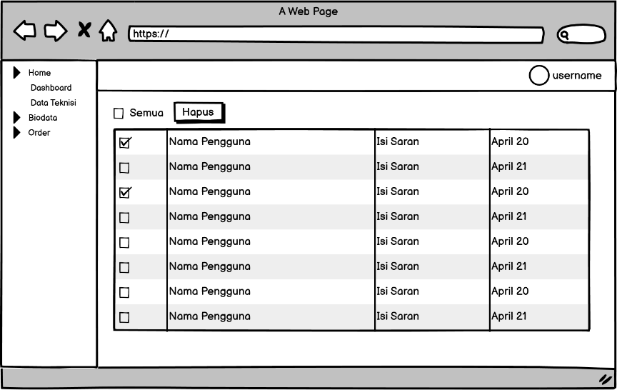 A Web Page
https://
username
Home
Dashboard
Data Teknisi
Biodata
Order
Semua Hapus
Nama Pengguna Isi Saran April 20
Nama Pengguna Isi Saran April 21
Nama Pengguna Isi Saran April 20
Nama Pengguna Isi Saran April 21
Nama Pengguna Isi Saran April 20
Nama Pengguna Isi Saran April 21
Nama Pengguna Isi Saran April 20
Nama Pengguna Isi Saran April 21